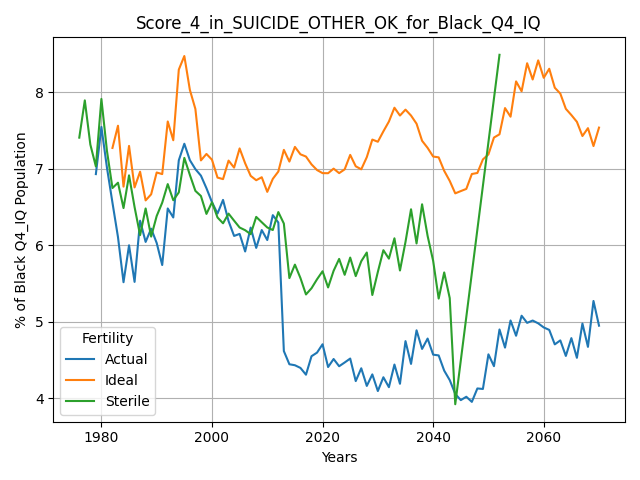 Score_4_in_SUICIDE_OTHER_OK_for_Black_Q4_IQ
% of Black Q4_IQ Population
8
7
6
5
4
Fertility
Actual
Ideal
Sterile
1980
2000
2020
2040
2060
Years